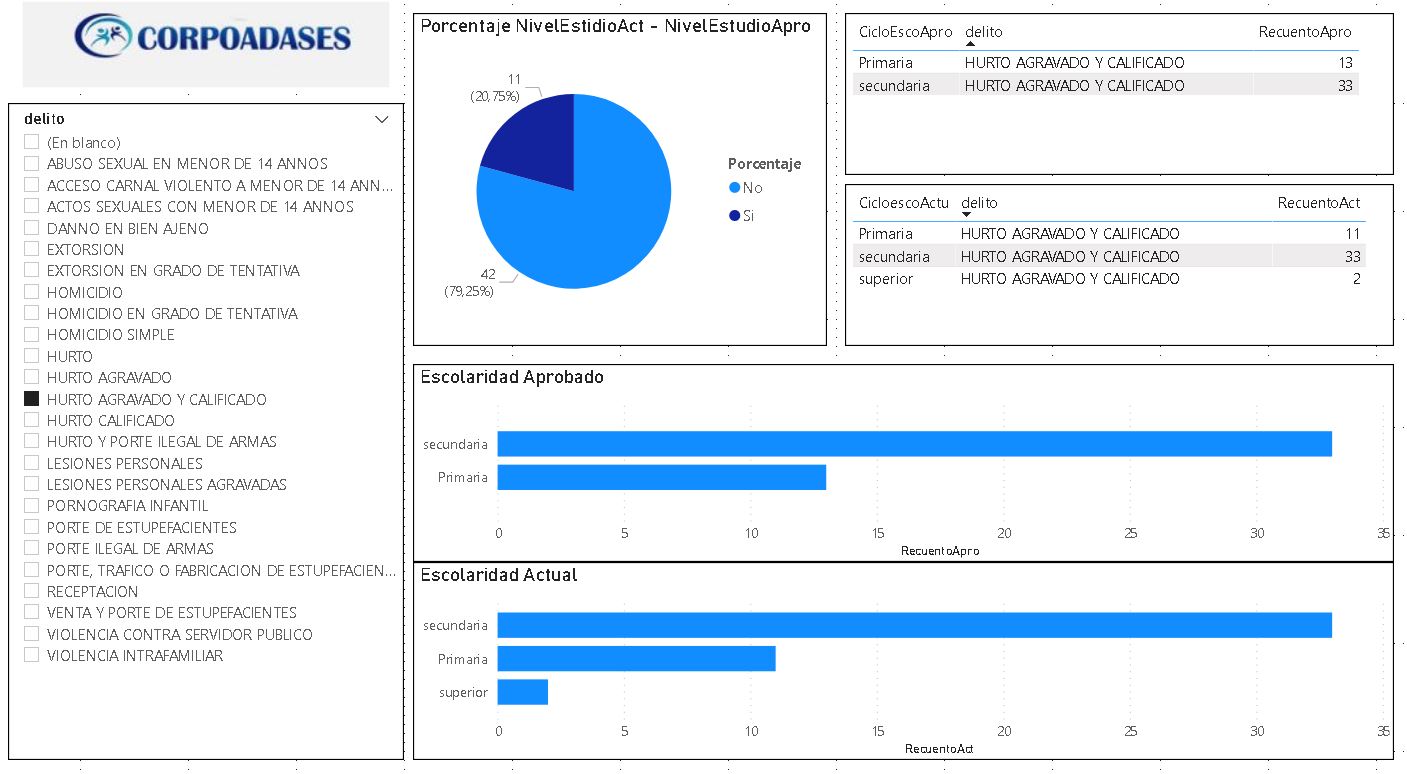 CORPOADASES
delito
(En blanco)
ABUSO SEXUAL EN MENOR DE 14 ANNOS
ACCESO CARNAL VIOLENTO A MENOR DE 14 ANN...
ACTOS SEXUALES CON MENOR DE 14 ANNOS
DANNO EN BIEN AJENO
EXTORSION
EXTORSION EN GRADO DE TENTATIVA
HOMICIDIO
HOMICIDIO EN GRADO DE TENTATIVA
HOMICIDIO SIMPLE
HURTO
HURTO AGRAVADO
HURTO AGRAVADO Y CALIFICADO
HURTO CALIFICADO
HURTO Y PORTE ILEGAL DE ARMAS
LESIONES PERSONALES
LESIONES PERSONALES AGRAVADAS
PORNOGRAFIA INFANTIL
PORTE DE ESTUPEFACIENTES
PORTE ILEGAL DE ARMAS
PORTE, TRAFICO O FABRICACION DE ESTUPEFACIEN...
RECEPTACION
VENTA Y PORTE DE ESTUPEFACIENTES
VIOLENCIA CONTRA SERVIDOR PUBLICO
VIOLENCIA INTRAFAMILIAR
Porcentaje NivelEstidioAct - NivelEstudioApro
11
(20,75%)
42
(79,25%)
Porcentaje
No
Si
CicloEscoApro delito RecuentoApro
Primaria HURTO AGRAVADO Y CALIFICADO 13
secundaria HURTO AGRAVADO Y CALIFICADO 33
CicloescoActu delito RecuentoAct
Primaria HURTO AGRAVADO Y CALIFICADO 11
secundaria HURTO AGRAVADO Y CALIFICADO 33
superior HURTO AGRAVADO Y CALIFICADO 2
Escolaridad Aprobado
secundaria
Primaria
0 5 10 15 20 25 30 35
RecuentoApro
Escolaridad Actual
secundaria
Primaria
superior
0 5 10 15 20 25 30 35
RecuentoAct